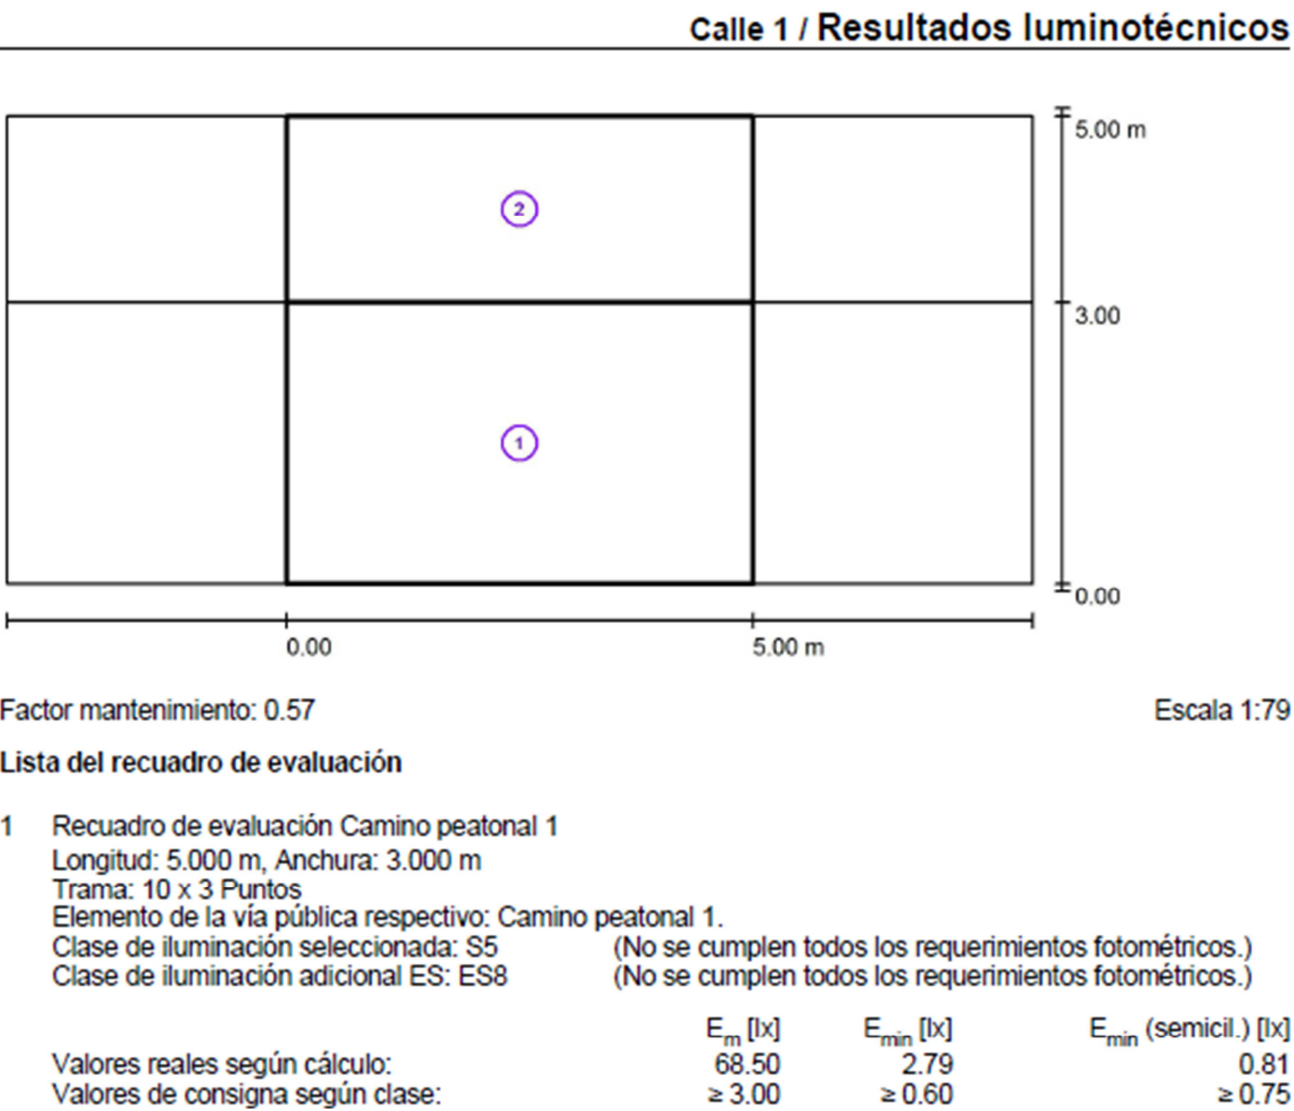 Calle 1 / Resultados luminotécnicos
5.00 m
2
3.00
1
0.00
0.00 5.00 m
Factor mantenimiento: 0.57 Escala 1:79
Lista del recuadro de evaluación
1 Recuadro de evaluación Camino peatonal 1
Longitud: 5.000 m, Anchura: 3.000 m
Trama: 10 x 3 Puntos
Elemento de la vía pública respectivo: Camino peatonal 1.
Clase de iluminación seleccionada: S5 (No se cumplen todos los requerimientos fotométricos.)
Clase de iluminación adicional ES: ES8 (No se cumplen todos los requerimientos fotométricos.)
Em [lx] Emin [lx] Emin (semicil.) [lx]
Valores reales según cálculo: 68.50 2.79 0.81
Valores de consigna según clase: ≥ 3.00 ≥ 0.60 ≥ 0.75